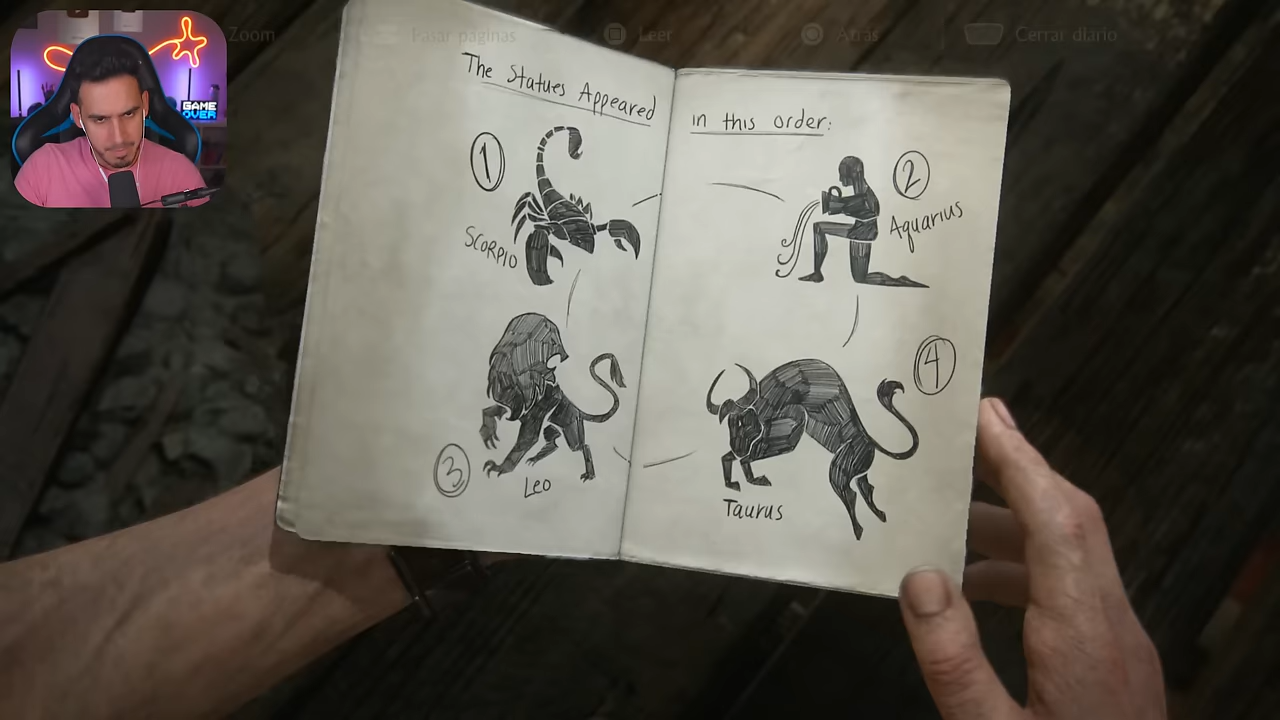 Zoom
Pasar páginas
Leer
Atrás
Cerrar diario
GAME
OVER
The Statues Appeared
in this order:
1
2
Scorpio
Aquarius
3
4
Leo
Taurus